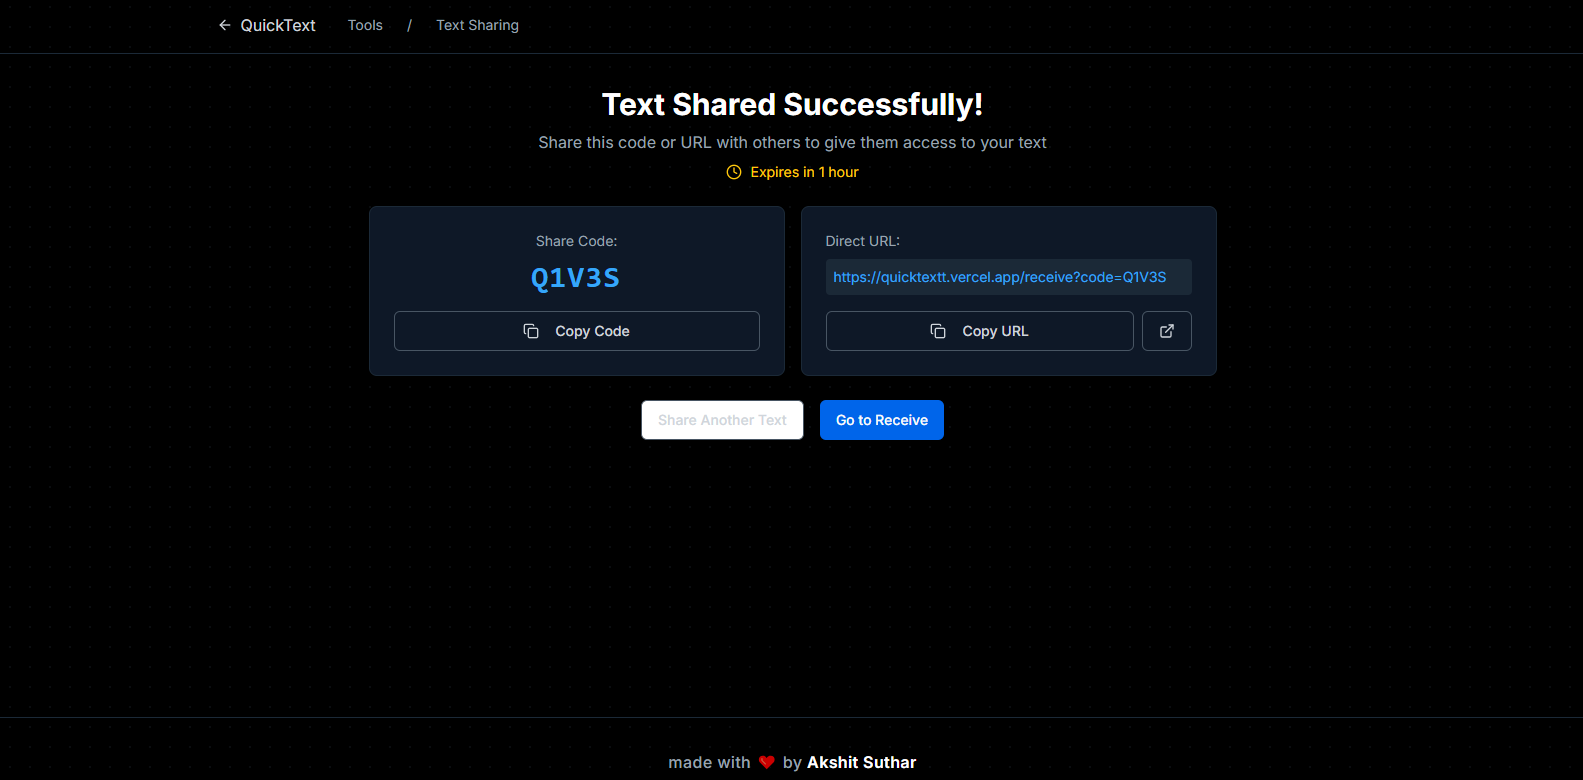 QuickText Tools / Text Sharing
Text Shared Successfully!
Share this code or URL with others to give them access to your text
Expires in 1 hour
Share Code:
Q1V3S
Copy Code
Direct URL:
https://quicktextt.vercel.app/receive?code=Q1V3S
Copy URL
Share Another Text
Go to Receive
made with ❤️ by Akshit Suthar